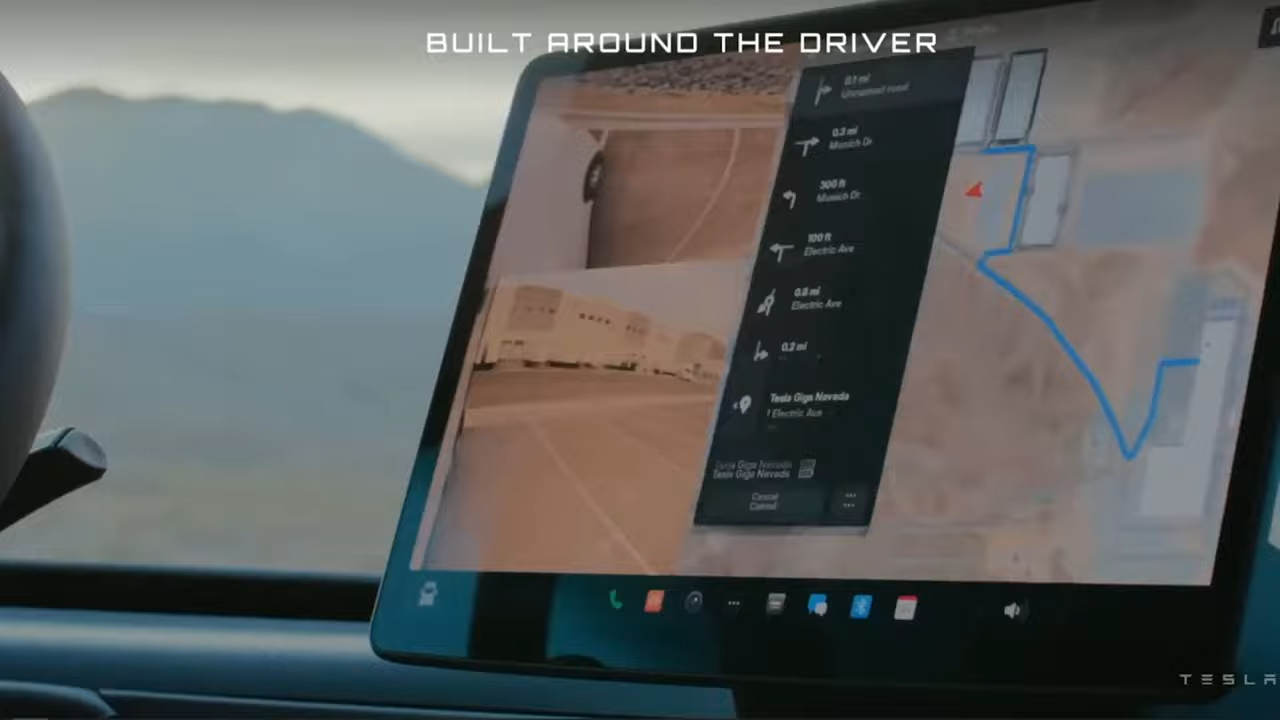 BUILT AROUND THE DRIVER
0.1 mi
Unnamed road
0.3 mi
Munich Dr
300 ft
Munich Dr
100 ft
Electric Ave
0.8 mi
Electric Ave
0.2 mi
Tesla Giga Nevada
1 Electric Ave
Tesla Giga Nevada
Tesla Giga Nevada
Cancel
Cancel
TESLA